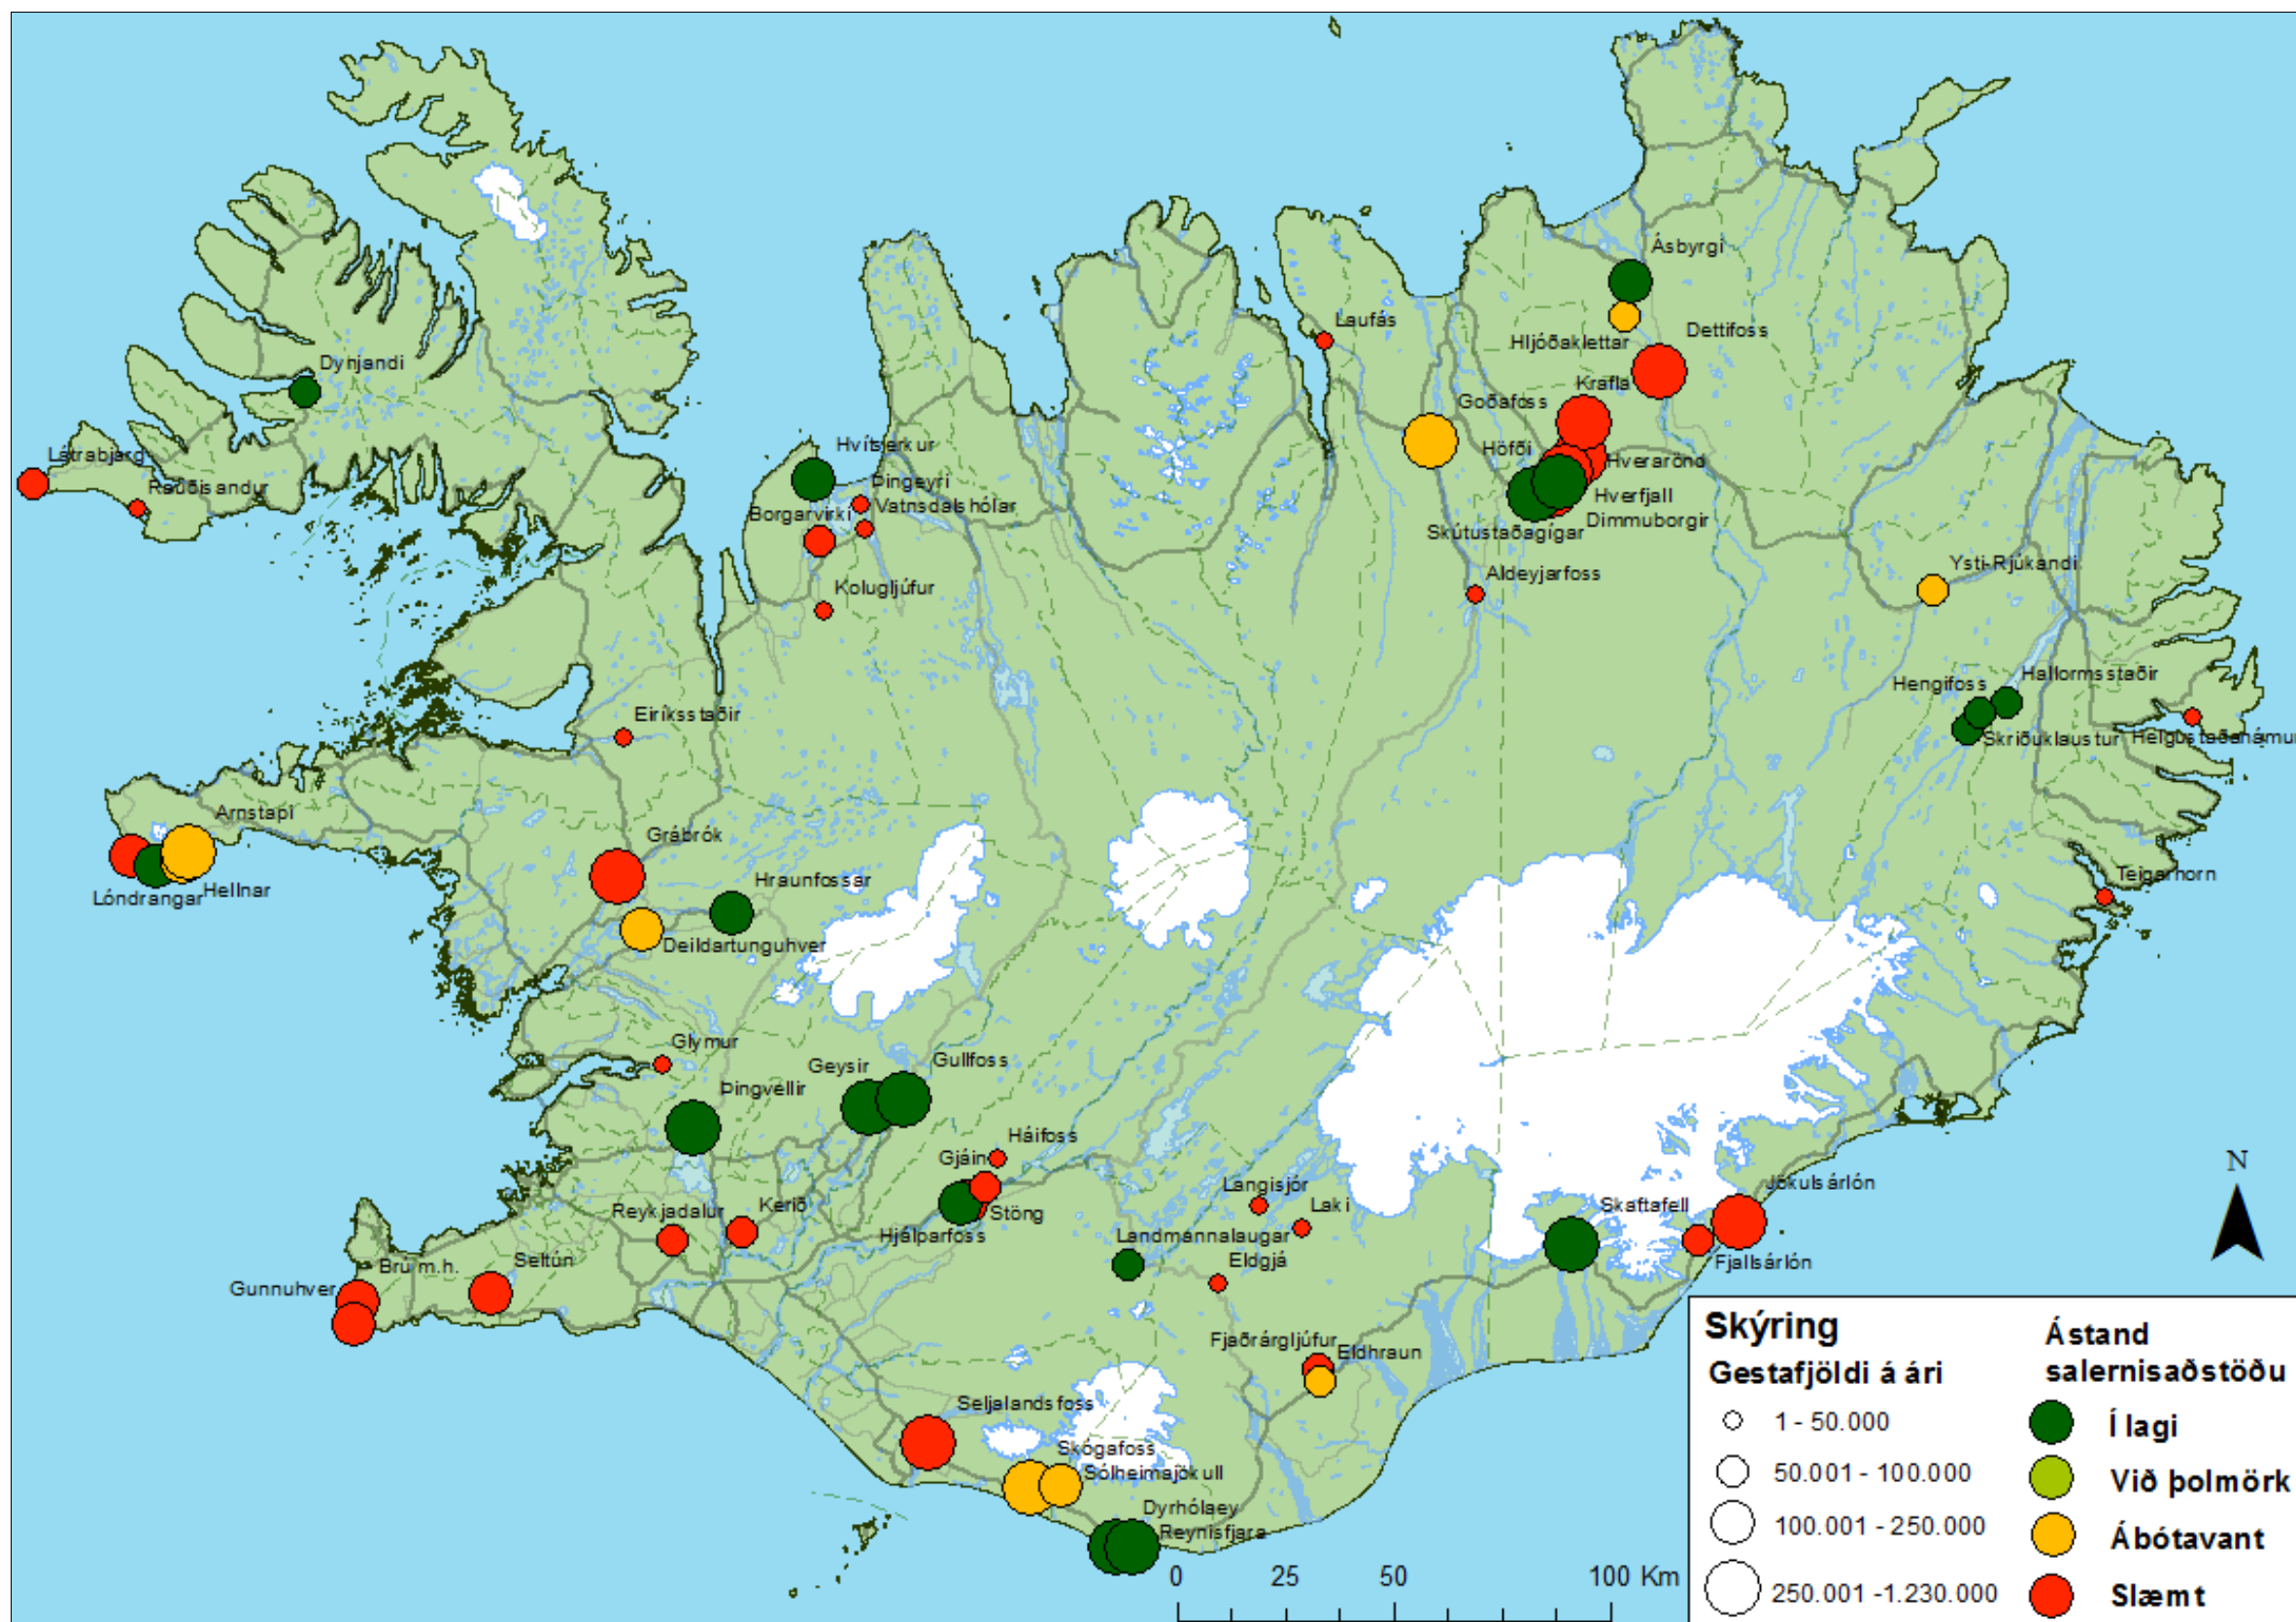 Ásbyrgi
Laufás
Dettifoss
Hljóðaklettar
Dynjandi
Krafla
Goðafoss
Hvítserkur
Höfði
Látrabjarg
Hverarönd
Rauðisandur
Þingeyri
Hverfjall
Borgarvirki
Vatnsdalshólar
Dimmuborgir
Skútustaðagígar
Aldeyjarfoss
Ysti-Rjúkandi
Kolugljúfur
Hallormsstaðir
Hengifoss
Eiríksstaðir
Skriðuklaustur
Helgustaðanámur
Arnstapi
Grábrók
Hraunfossar
Teigarhorn
Lóndrangar
Hellnar
Deildartunguhver
Glymur
Geysir
Gullfoss
Þingvellir
Háifoss
Gjáin
Langisjór
Jökulsárlón
Reykjadalur
Kerið
Stöng
Laki
Skaftafell
Hjálparfoss
Landmannalaugar
Seltún
Brú m.h.
Eldgjá
Fjallsárlón
Gunnuhver
Fjaðrárgljúfur
Eldhraun
Seljalandsfoss
Skógafoss
Sólheimajökull
Dyrhólaey
Reynisfjara
N
0 25 50 100 Km
Skýring
Gestafjöldi á ári
1 - 50.000
50.001 - 100.000
100.001 - 250.000
250.001 -1.230.000
Ástand
salernisaðstöðu
Í lagi
Við þolmörk
Ábótavant
Slæmt